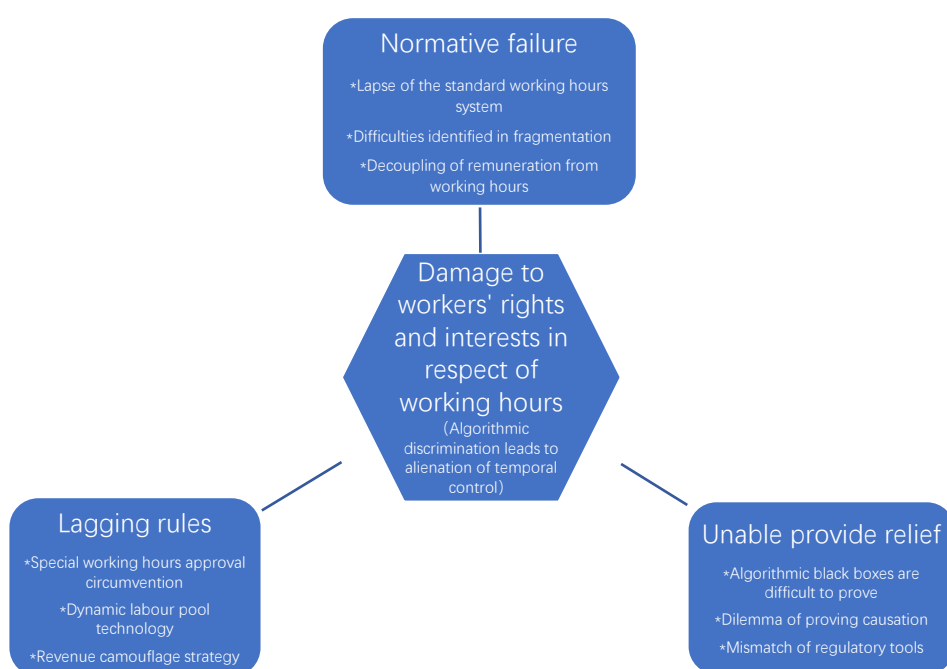 Normative failure
*Lapse of the standard working hours
system
*Difficulties identified in fragmentation
*Decoupling of remuneration from
working hours
Damage to
workers' rights
and interests in
respect of
working hours
(Algorithmic
discrimination leads to
alienation of temporal
control)
Lagging rules
*Special working hours approval
circumvention
*Dynamic labour pool
technology
*Revenue camouflage strategy
Unable provide relief
*Algorithmic black boxes are
difficult to prove
*Dilemma of proving causation
*Mismatch of regulatory tools